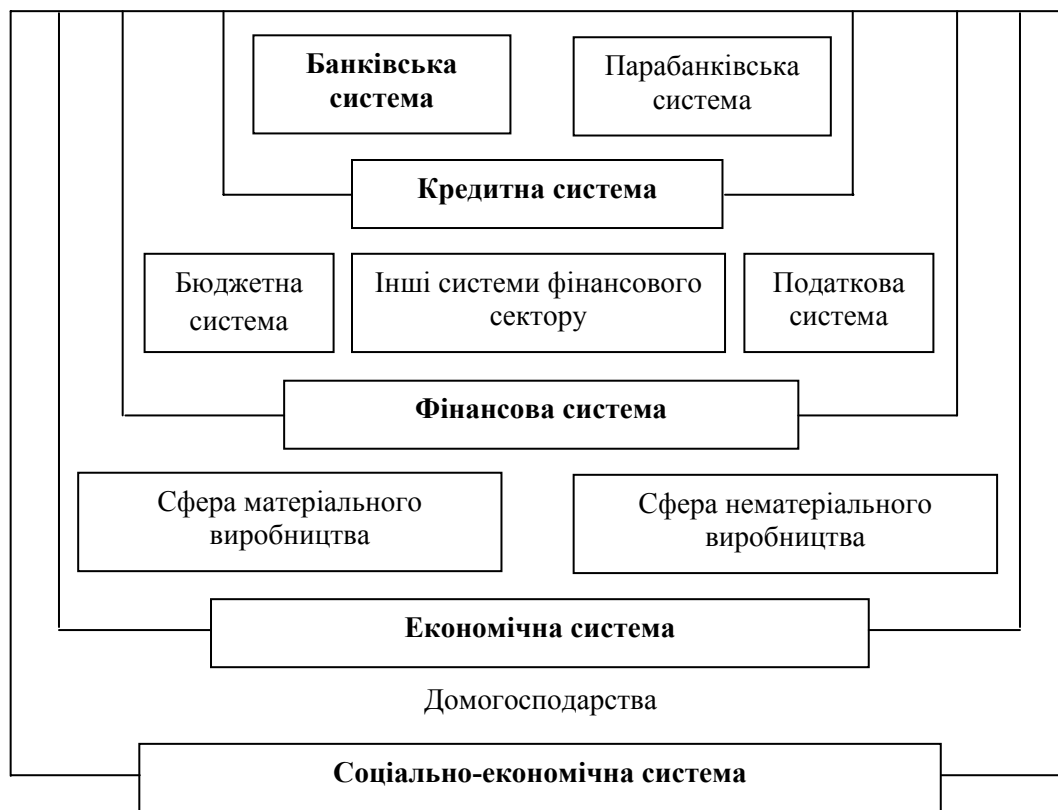 Банківська
система
Парабанківська
система
Кредитна система
Бюджетна
система
Інші системи фінансового
сектору
Податкова
система
Фінансова система
Сфера матеріального
виробництва
Сфера нематеріального
виробництва
Економічна система
Домогосподарства
Соціально-економічна система